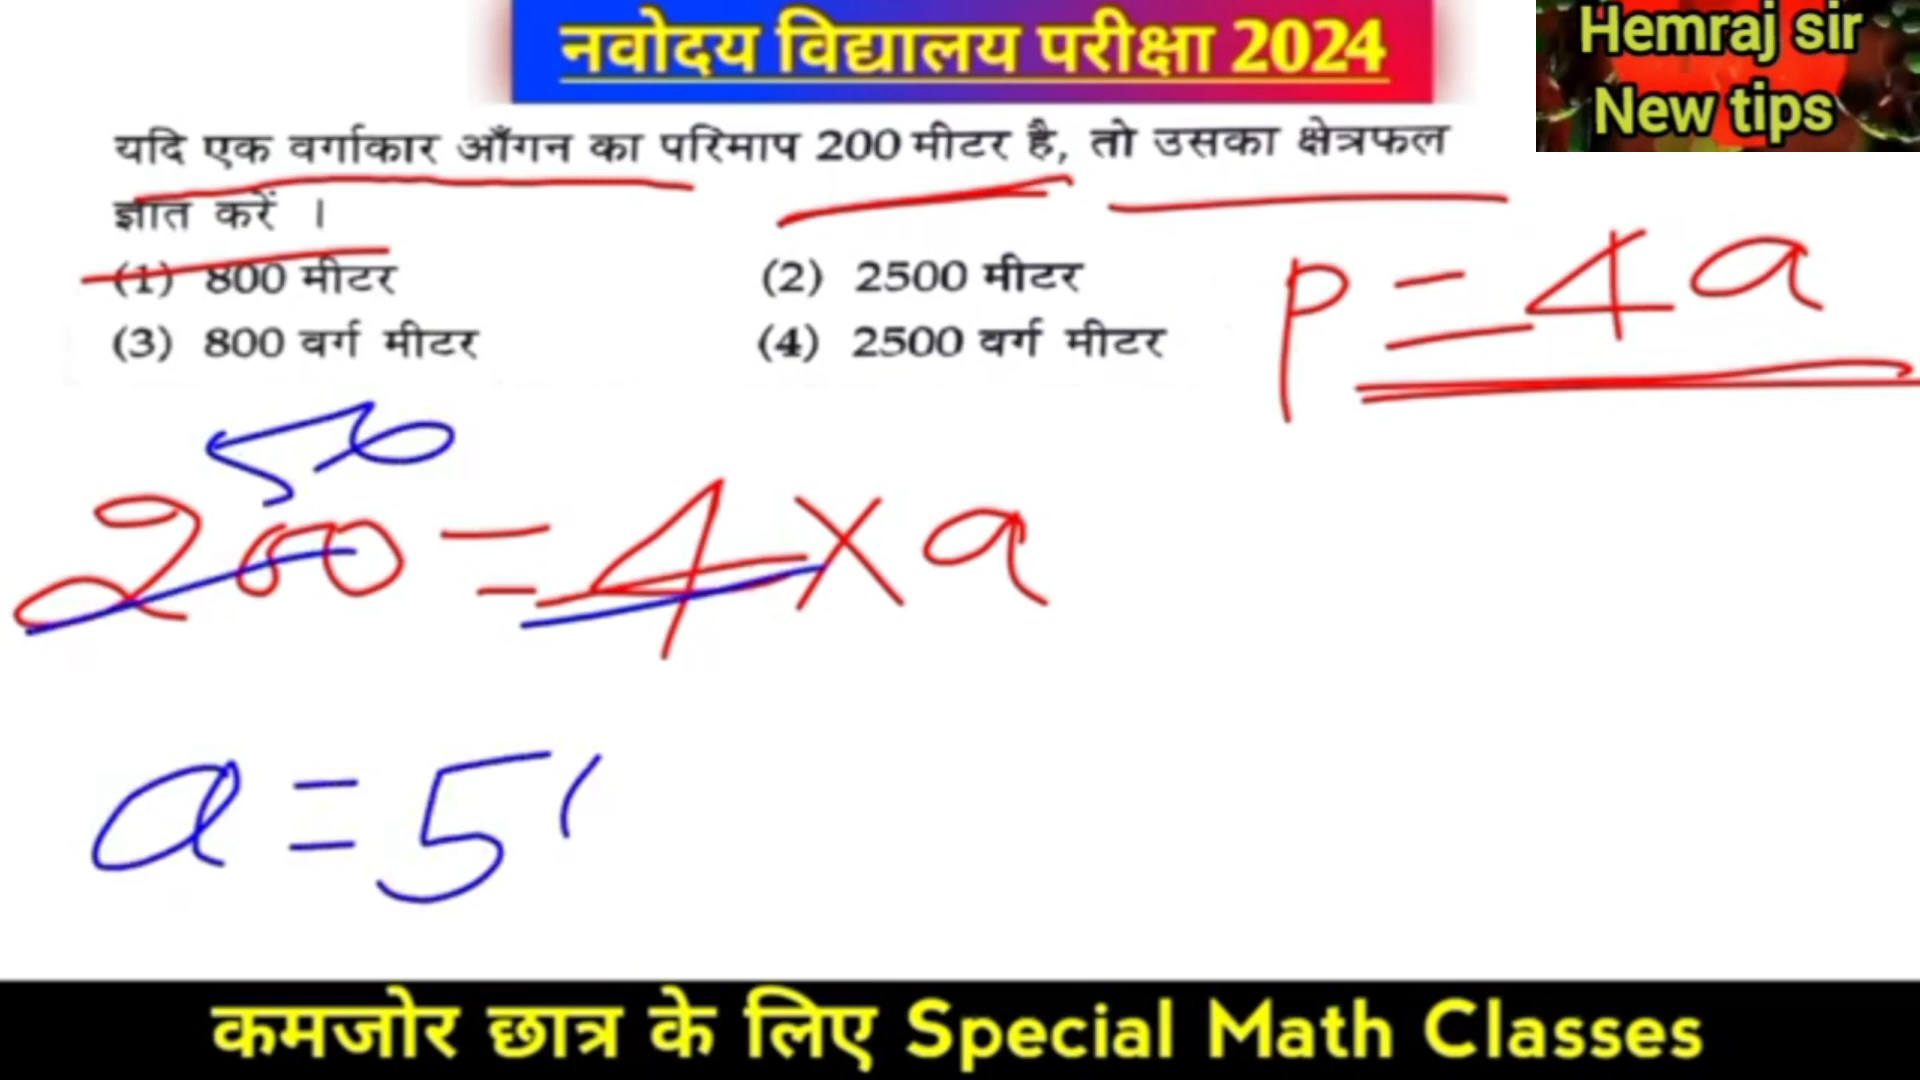 नवोदय विद्यालय परीक्षा 2024
Hemraj sir
New tips
यदि एक वर्गाकार आँगन का परिमाप 200 मीटर है, तो उसका क्षेत्रफल
ज्ञात करें ।
(1) 800 मीटर (2) 2500 मीटर
(3) 800 वर्ग मीटर (4) 2500 वर्ग मीटर
P = 4a
50
200 = 4 × a
a = 5
कमजोर छात्र के लिए Special Math Classes